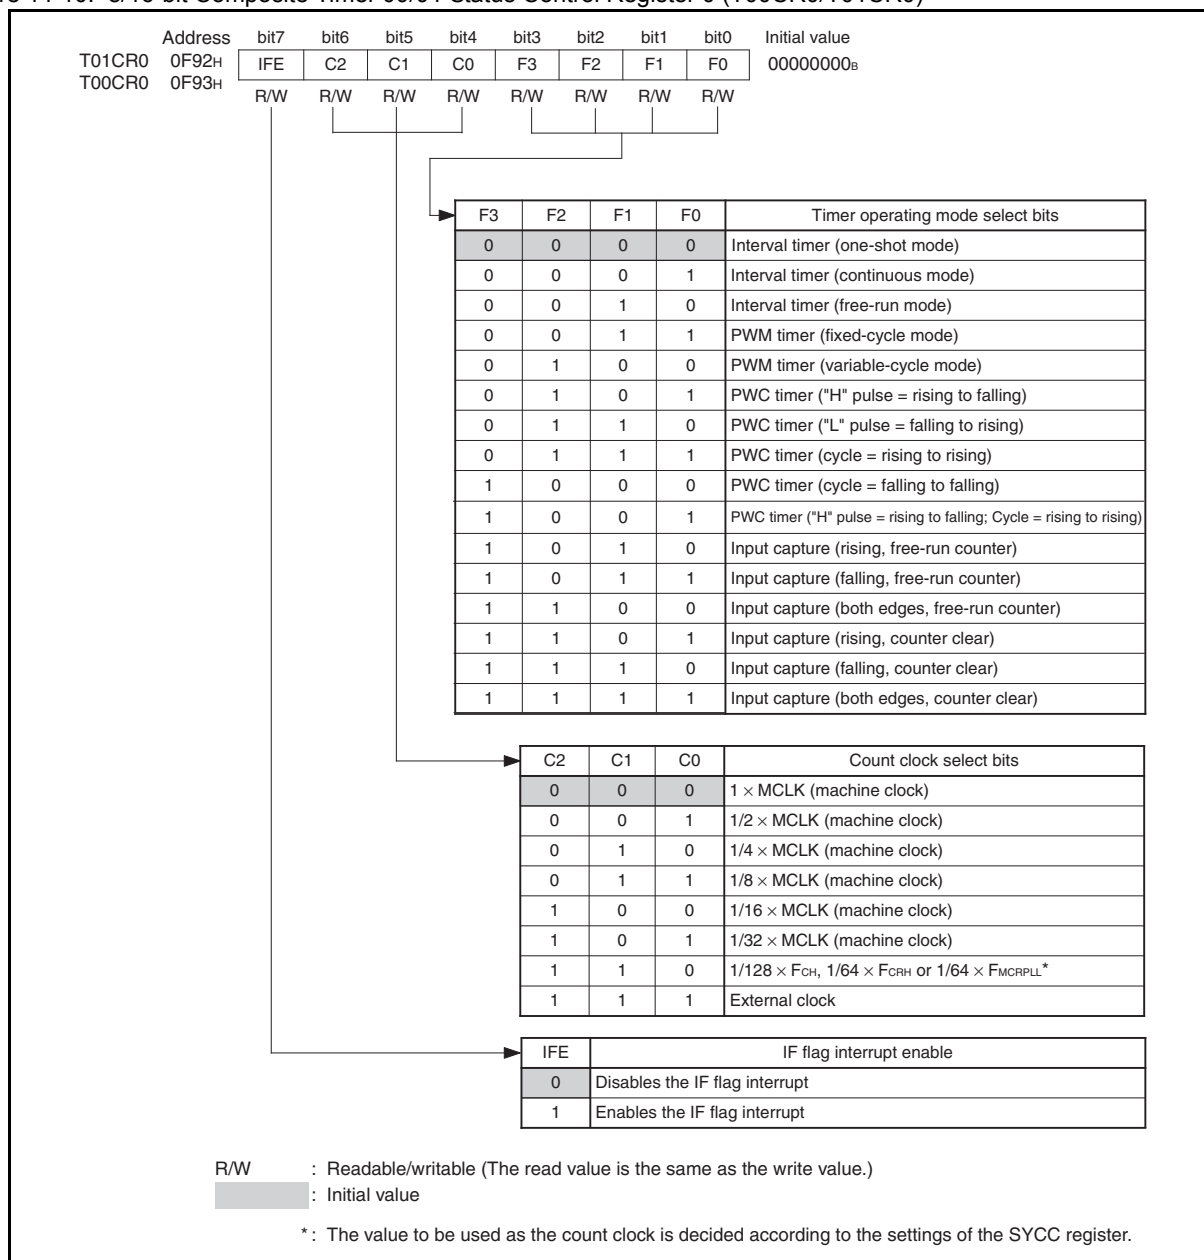 8/16-bit Composite Timer 00/01 Status Control Register 0 (T00CR0/T01CR0)
Address bit7 bit6 bit5 bit4 bit3 bit2 bit1 bit0 Initial value
T01CR0 0F92H IFE C2 C1 C0 F3 F2 F1 F0 00000000B
T00CR0 0F93H
R/W R/W R/W R/W R/W R/W R/W R/W
F3 F2 F1 F0 Timer operating mode select bits
0 0 0 0 Interval timer (one-shot mode)
0 0 0 1 Interval timer (continuous mode)
0 0 1 0 Interval timer (free-run mode)
0 0 1 1 PWM timer (fixed-cycle mode)
0 1 0 0 PWM timer (variable-cycle mode)
0 1 0 1 PWC timer ("H" pulse = rising to falling)
0 1 1 0 PWC timer ("L" pulse = falling to rising)
0 1 1 1 PWC timer (cycle = rising to rising)
1 0 0 0 PWC timer (cycle = falling to falling)
1 0 0 1 PWC timer ("H" pulse = rising to falling; Cycle = rising to rising)
1 0 1 0 Input capture (rising, free-run counter)
1 0 1 1 Input capture (falling, free-run counter)
1 1 0 0 Input capture (both edges, free-run counter)
1 1 0 1 Input capture (rising, counter clear)
1 1 1 0 Input capture (falling, counter clear)
1 1 1 1 Input capture (both edges, counter clear)
C2 C1 C0 Count clock select bits
0 0 0 1 × MCLK (machine clock)
0 0 1 1/2 × MCLK (machine clock)
0 1 0 1/4 × MCLK (machine clock)
0 1 1 1/8 × MCLK (machine clock)
1 0 0 1/16 × MCLK (machine clock)
1 0 1 1/32 × MCLK (machine clock)
1 1 0 1/128 × FCH, 1/64 × FCRH or 1/64 × FMCRPLL*
1 1 1 External clock
IFE IF flag interrupt enable
0 Disables the IF flag interrupt
1 Enables the IF flag interrupt
R/W : Readable/writable (The read value is the same as the write value.)
: Initial value
* : The value to be used as the count clock is decided according to the settings of the SYCC register.